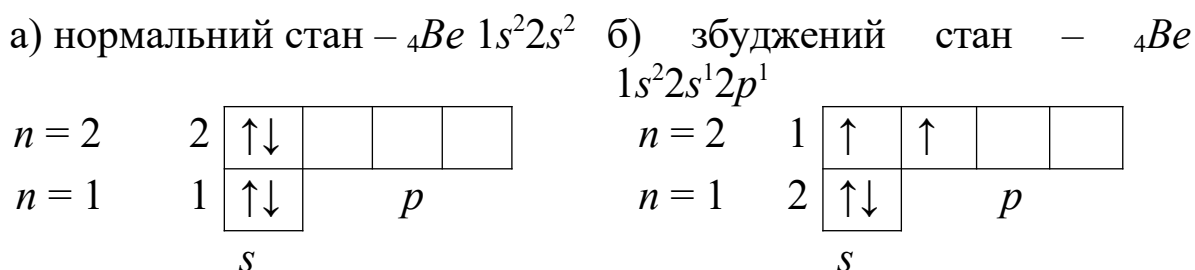 а) нормальний стан – ₄Be 1s²2s² б) збуджений стан – ₄Be
1s²2s¹2p¹
n = 2 2 ↑↓ n = 2 1 ↑ ↑
n = 1 1 ↑↓ p n = 1 2 ↑↓ p
s s